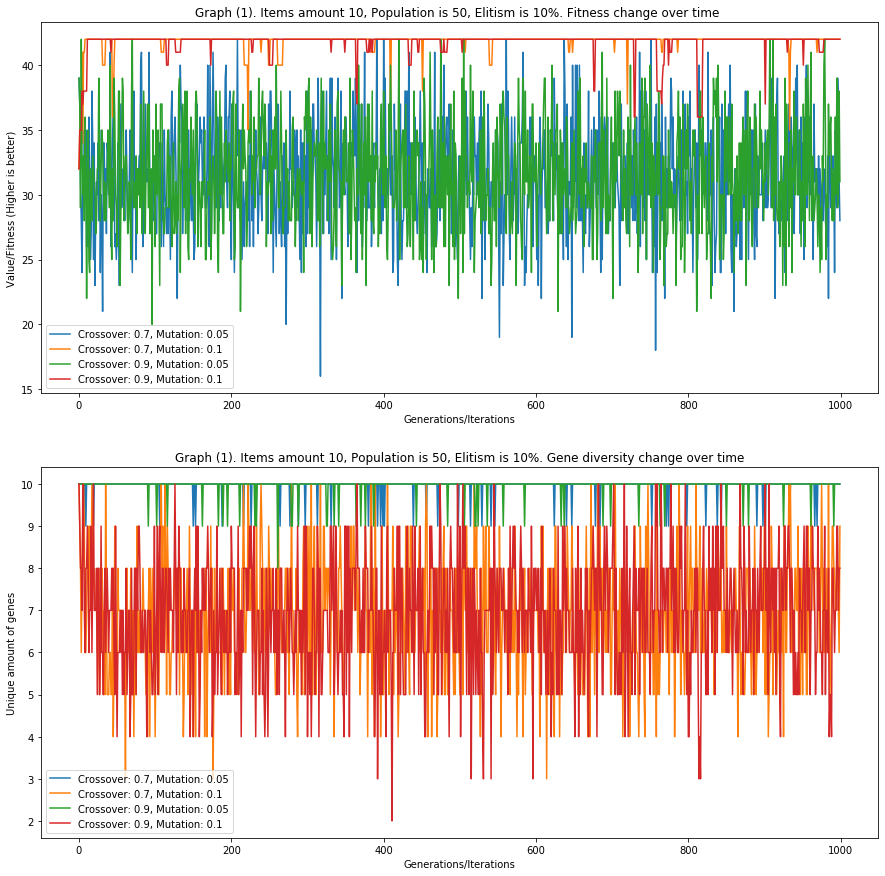 Graph (1). Items amount 10, Population is 50, Elitism is 10%. Fitness change over time
Value/Fitness (Higher is better)
40
35
30
25
20
15
Crossover: 0.7, Mutation: 0.05
Crossover: 0.7, Mutation: 0.1
Crossover: 0.9, Mutation: 0.05
Crossover: 0.9, Mutation: 0.1
0 200 400 600 800 1000
Generations/Iterations
Graph (1). Items amount 10, Population is 50, Elitism is 10%. Gene diversity change over time
Unique amount of genes
10
9
8
7
6
5
4
3
2
Crossover: 0.7, Mutation: 0.05
Crossover: 0.7, Mutation: 0.1
Crossover: 0.9, Mutation: 0.05
Crossover: 0.9, Mutation: 0.1
0 200 400 600 800 1000
Generations/Iterations